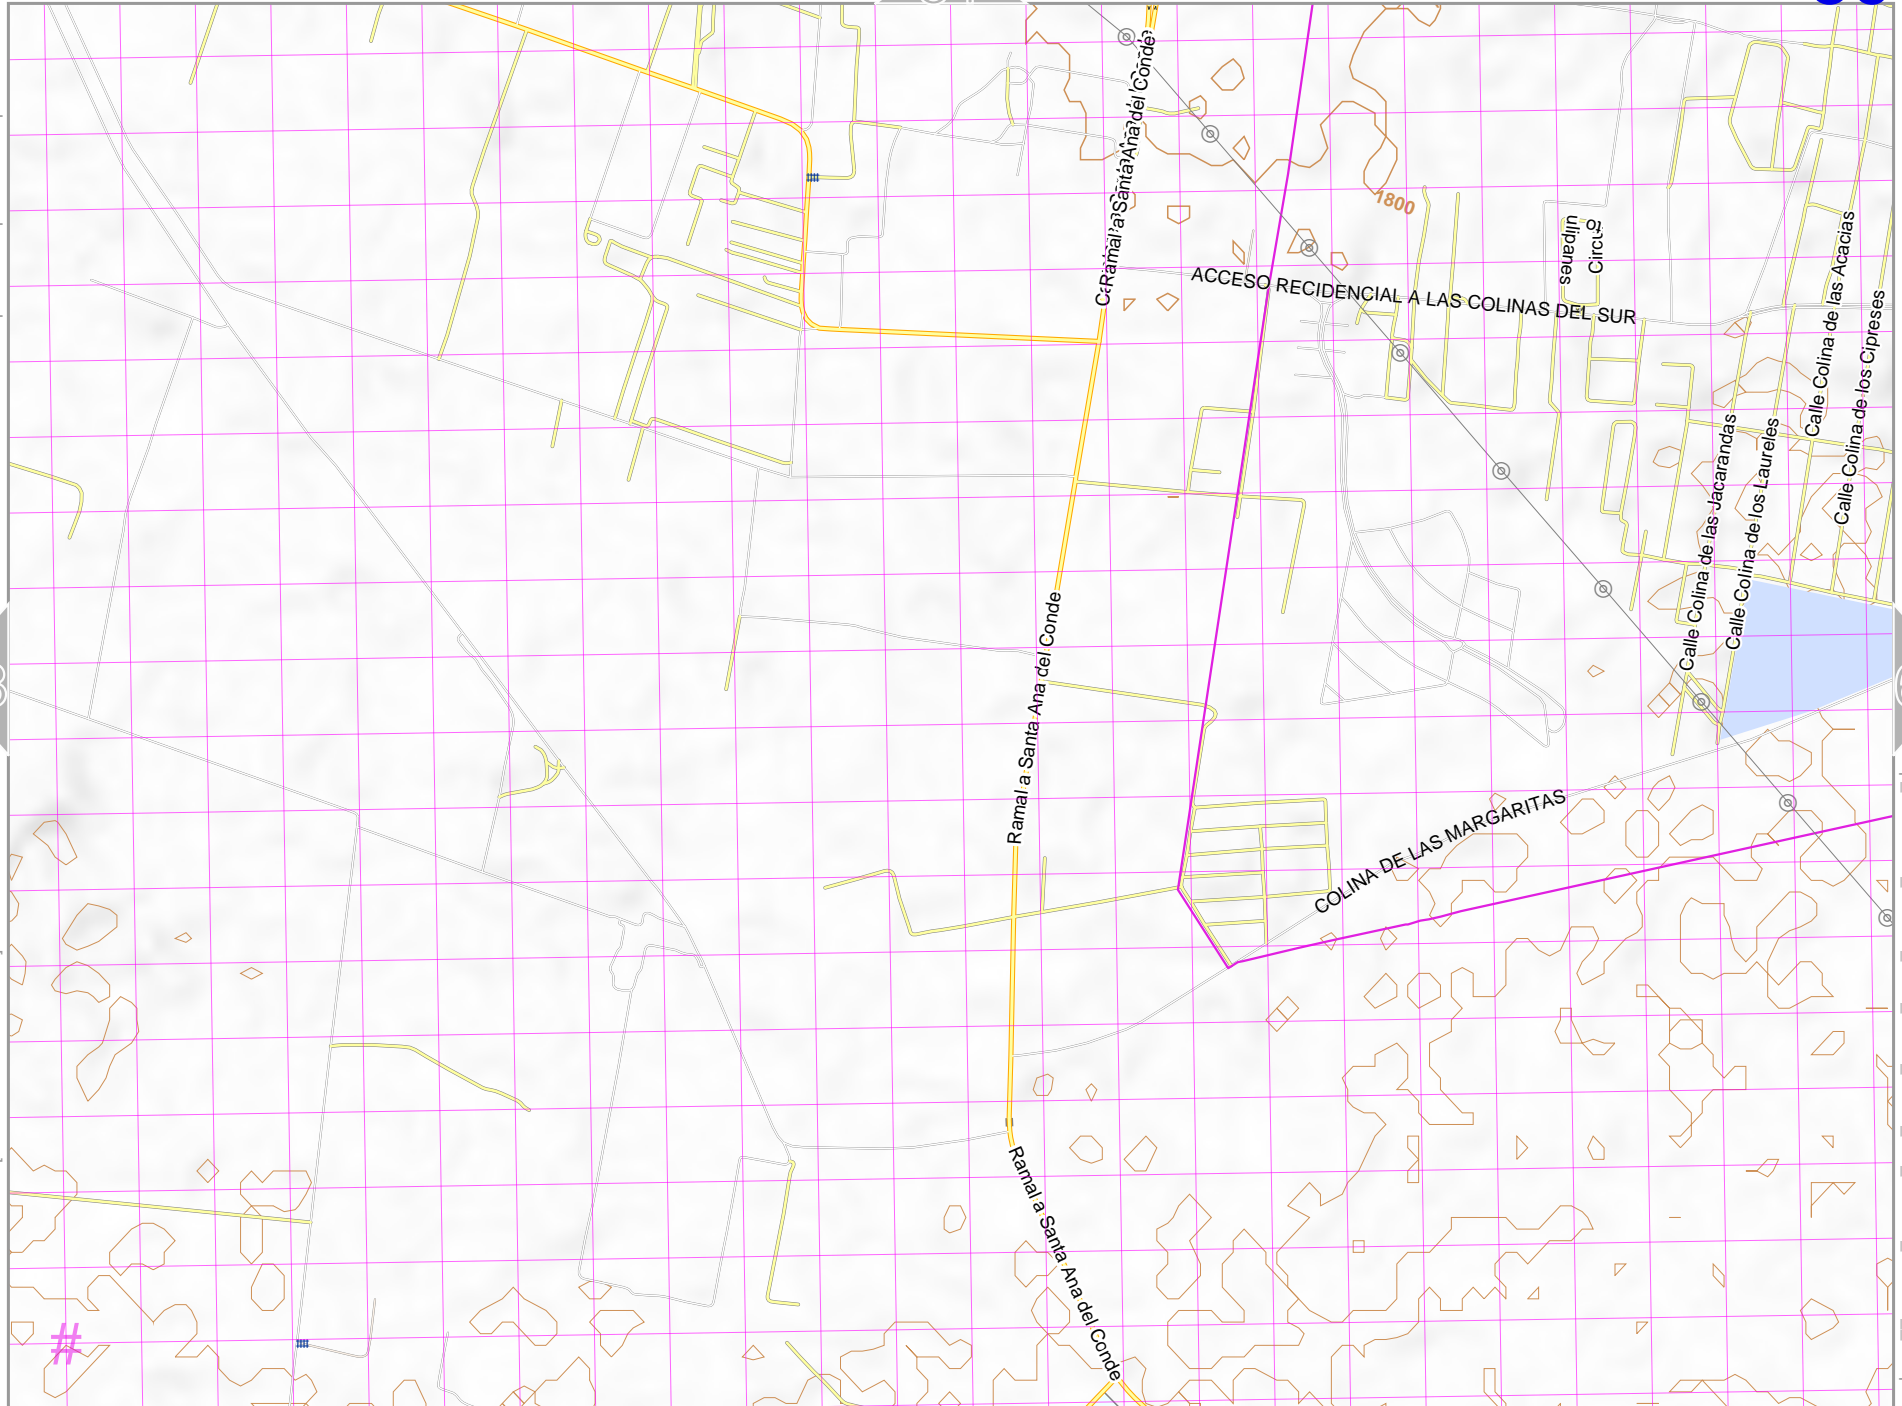 Ramal a Santa Ana del Conde
1800
ACCESO RECIDENCIAL A LAS COLINAS DEL SUR
ulipanes
Circu
Calle Colina de las Acacias
Calle Colina de los Cipreses
Calle Colina de las Jacarandas
Calle Colina de los Laureles
Ramal a Santa Ana del Conde
COLINA DE LAS MARGARITAS
Ramal a Santa Ana del Conde
#